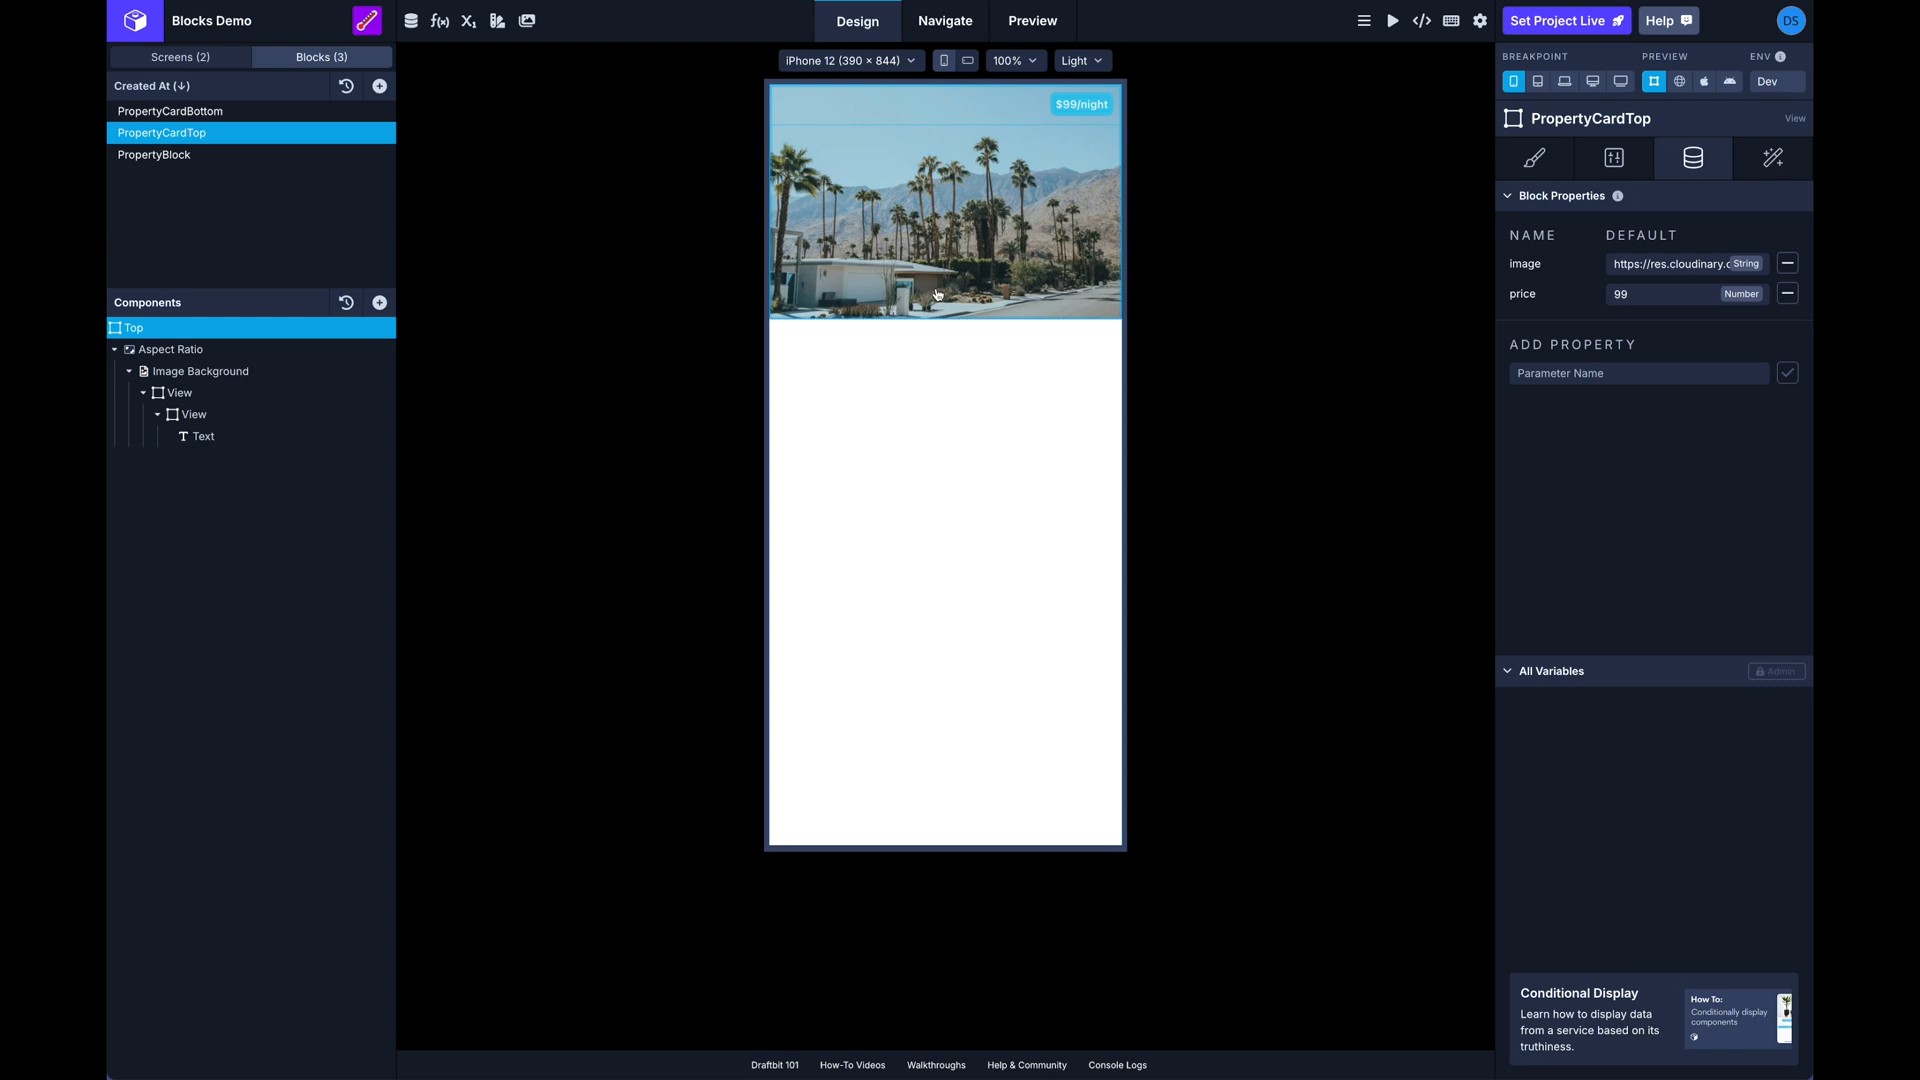 Blocks Demo
f(x)
X₁
Design
Navigate
Preview
Set Project Live
Help
DS
Screens (2)
Blocks (3)
Created At (↓)
PropertyCardBottom
PropertyCardTop
PropertyBlock
Components
Top
Aspect Ratio
Image Background
View
View
Text
iPhone 12 (390 × 844)
100%
Light
$99/night
BREAKPOINT
PREVIEW
ENV
Dev
PropertyCardTop
View
Block Properties
NAME
DEFAULT
image
https://res.cloudinary.c
String
price
99
Number
ADD PROPERTY
Parameter Name
All Variables
Admin
Conditional Display
Learn how to display data
from a service based on its
truthiness.
How To:
Conditionally display
components
Draftbit 101
How-To Videos
Walkthroughs
Help & Community
Console Logs